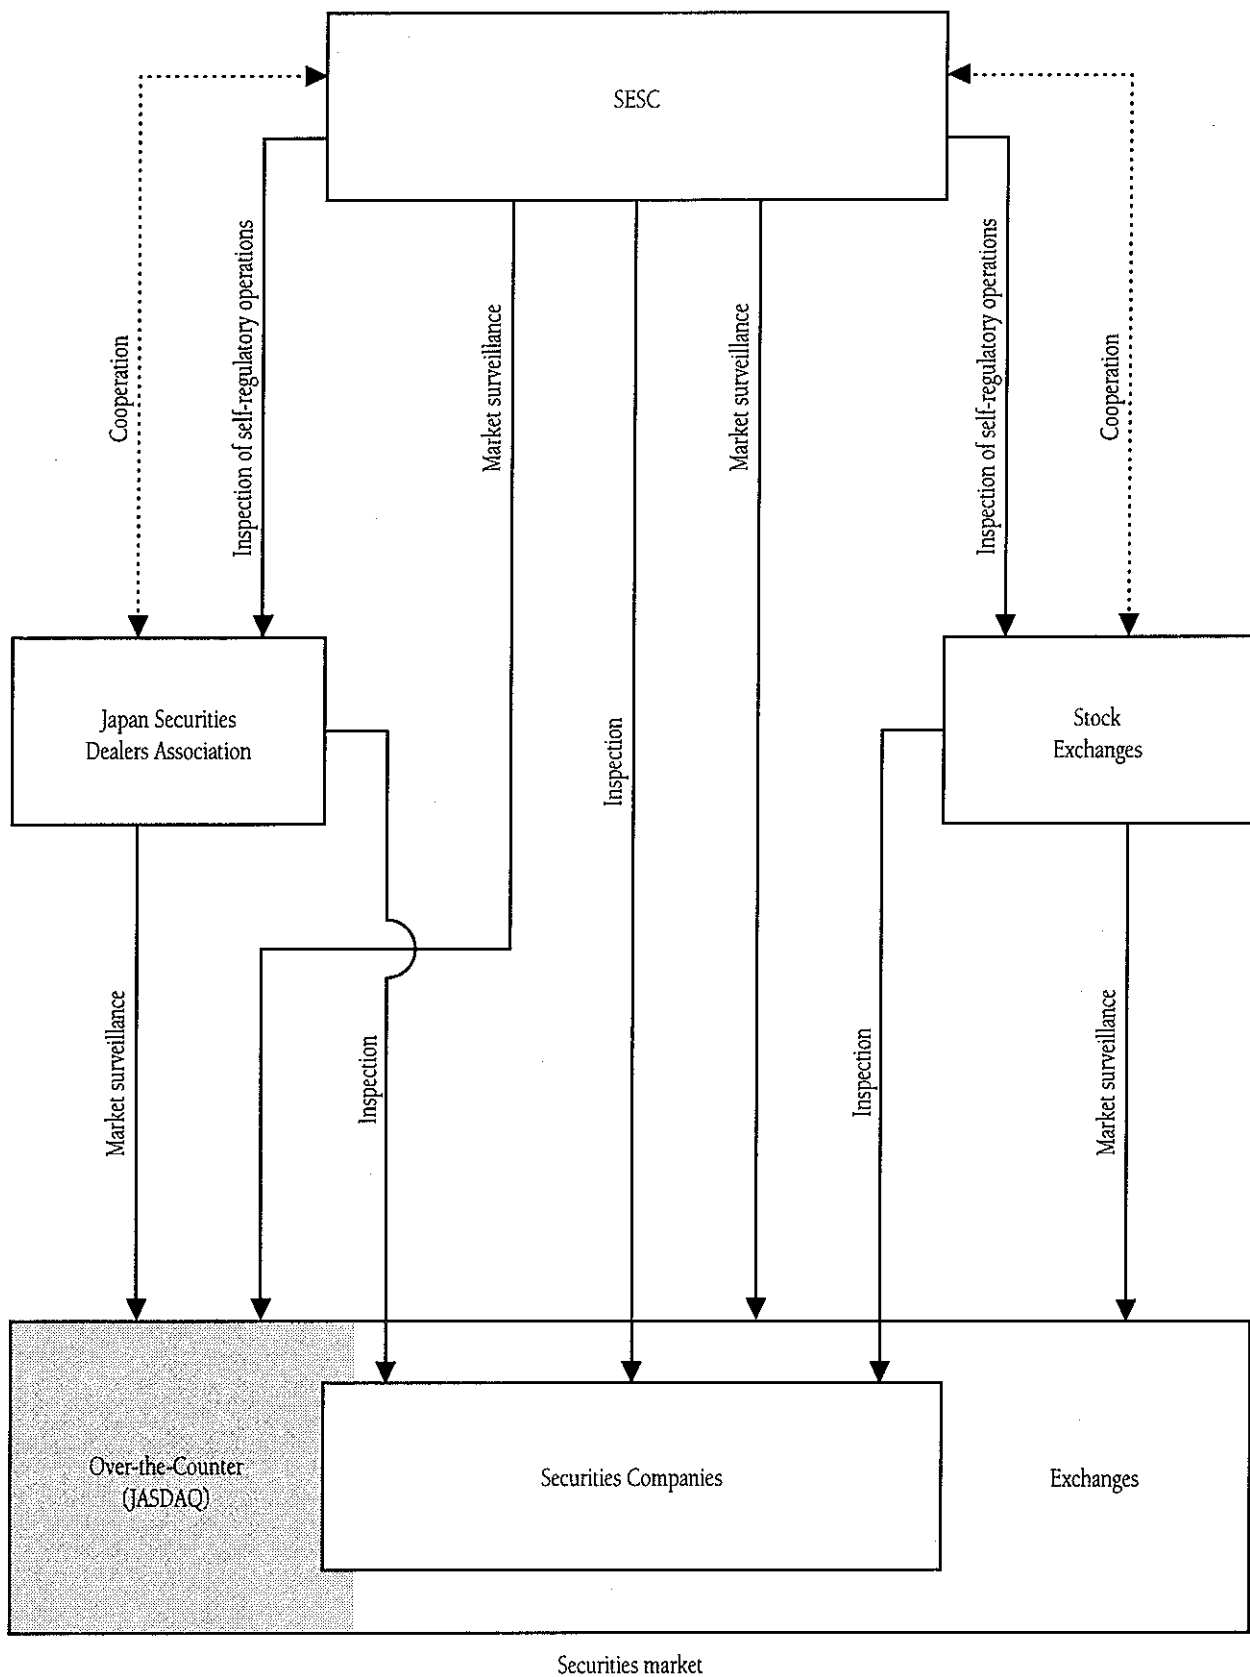 SESC
Cooperation
Inspection of self-regulatory operations
Market surveillance
Market surveillance
Inspection of self-regulatory operations
Cooperation
Japan Securities
Dealers Association
Inspection
Stock
Exchanges
Market surveillance
Inspection
Inspection
Market surveillance
Over-the-Counter
(JASDAQ)
Securities Companies
Exchanges
Securities market